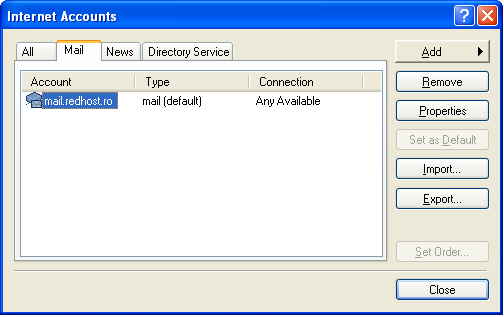 Internet Accounts
All Mail News Directory Service
Add
Account Type Connection
mail.redhost.ro mail (default) Any Available
Remove
Properties
Set as Default
Import...
Export...
Set Order...
Close